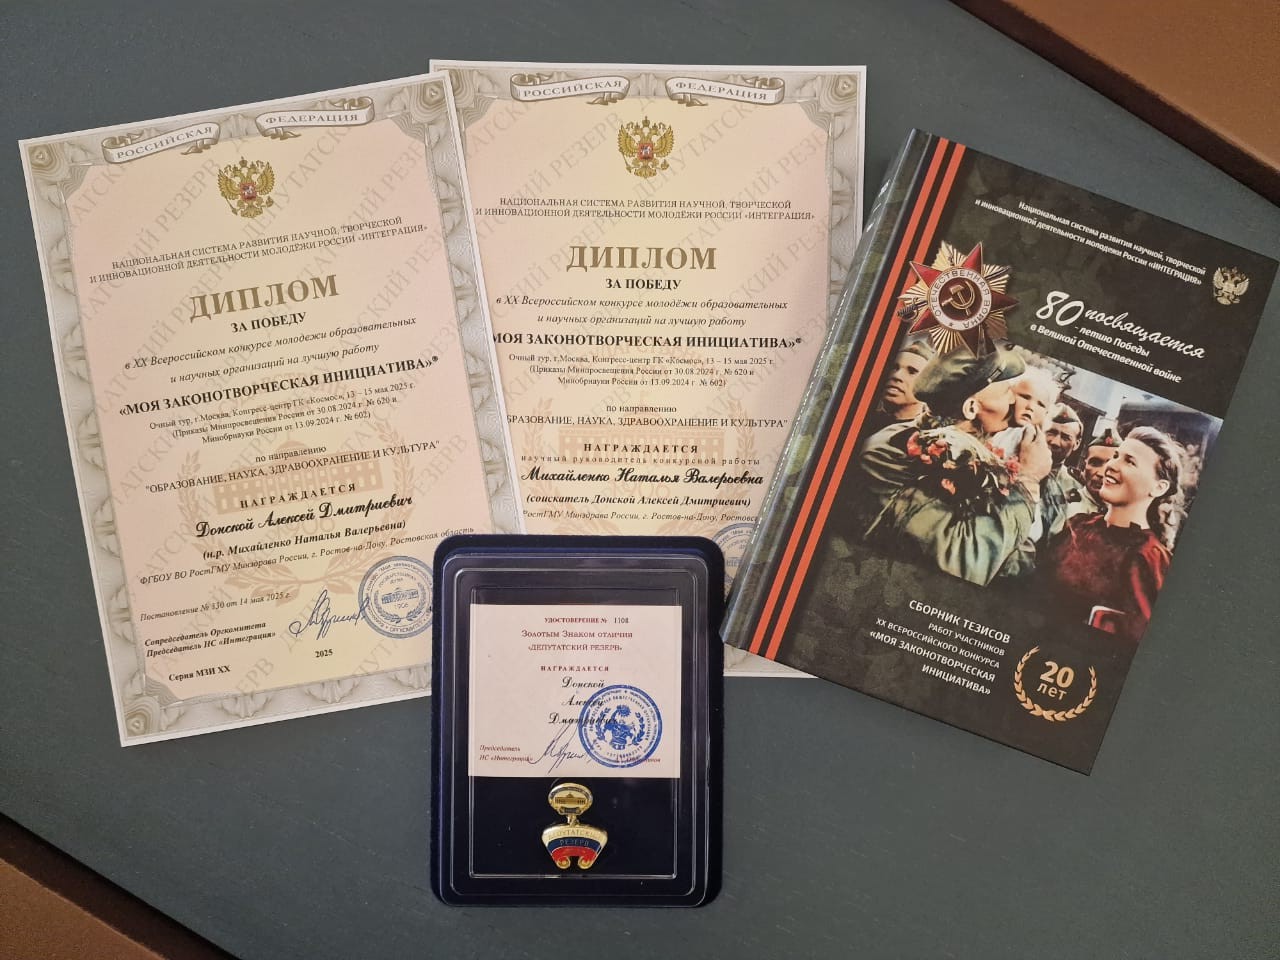 РОССИЙСКАЯ ФЕДЕРАЦИЯ
НАЦИОНАЛЬНАЯ СИСТЕМА РАЗВИТИЯ НАУЧНОЙ, ТВОРЧЕСКОЙ
И ИННОВАЦИОННОЙ ДЕЯТЕЛЬНОСТИ МОЛОДЁЖИ РОССИИ «ИНТЕГРАЦИЯ»
ДИПЛОМ
ЗА ПОБЕДУ
в XX Всероссийском конкурсе молодежи образовательных
и научных организаций на лучшую работу
«МОЯ ЗАКОНОТВОРЧЕСКАЯ ИНИЦИАТИВА»®
Очный тур, г.Москва, Конгресс-центр ГК «Космос», 13 – 15 мая 2025 г.
(Приказы Минпросвещения России от 30.08.2024 г. № 620 и
Минобрнауки России от 13.09.2024 г. № 602)
по направлению
"ОБРАЗОВАНИЕ, НАУКА, ЗДРАВООХРАНЕНИЕ И КУЛЬТУРА"
НАГРАЖДАЕТСЯ
Донской Алексей Дмитриевич
(н.р. Михайленко Наталья Валерьевна)
ФГБОУ ВО РостГМУ Минздрава России, г. Ростов-на-Дону, Ростовская область
Постановление № 330 от 14 мая 2025 г.
Сопредседатель Оргкомитета
Председатель НС «Интеграция»
2025
Серия МЗИ XX
РОССИЙСКАЯ ФЕДЕРАЦИЯ
НАЦИОНАЛЬНАЯ СИСТЕМА РАЗВИТИЯ НАУЧНОЙ, ТВОРЧЕСКОЙ
И ИННОВАЦИОННОЙ ДЕЯТЕЛЬНОСТИ МОЛОДЁЖИ РОССИИ «ИНТЕГРАЦИЯ»
ДИПЛОМ
ЗА ПОБЕДУ
в XX Всероссийском конкурсе молодёжи образовательных
и научных организаций на лучшую работу
МОЯ ЗАКОНОТВОРЧЕСКАЯ ИНИЦИАТИВА»®
Очный тур, г.Москва, Конгресс-центр ГК «Космос», 13 – 15 мая 2025 г.
(Приказы Минпросвещения России от 30.08.2024 г. № 620 и
Минобрнауки России от 13.09.2024 г. № 602)
по направлению
БРАЗОВАНИЕ, НАУКА, ЗДРАВООХРАНЕНИЕ И КУЛЬТУРА"
НАГРАЖДАЕТСЯ
научный руководитель конкурсной работы
Михайленко Наталья Валерьевна
(соискатель Донской Алексей Дмитриевич)
РостГМУ Минздрава России, г. Ростов-на-Дону,
Национальная система развития научной, творческой
и инновационной деятельности молодежи России «ИНТЕГРАЦИЯ»
ОТЕЧЕСТВЕННАЯ ВОЙНА
80 посвящается
-летию Победы
в Великой Отечественной войне
СБОРНИК ТЕЗИСОВ
РАБОТ УЧАСТНИКОВ
XX ВСЕРОССИЙСКОГО КОНКУРСА
«МОЯ ЗАКОНОТВОРЧЕСКАЯ
ИНИЦИАТИВА»
20
ЛЕТ
УДОСТОВЕРЕНИЕ № 1108
Золотым Знаком отличия
«ДЕПУТАТСКИЙ РЕЗЕРВ»
НАГРАЖДАЕТСЯ
Донской
Алексей
Дмитриевич
Председатель
НС «Интеграция»
ДЕПУТАТСКИЙ
РЕЗЕРВ